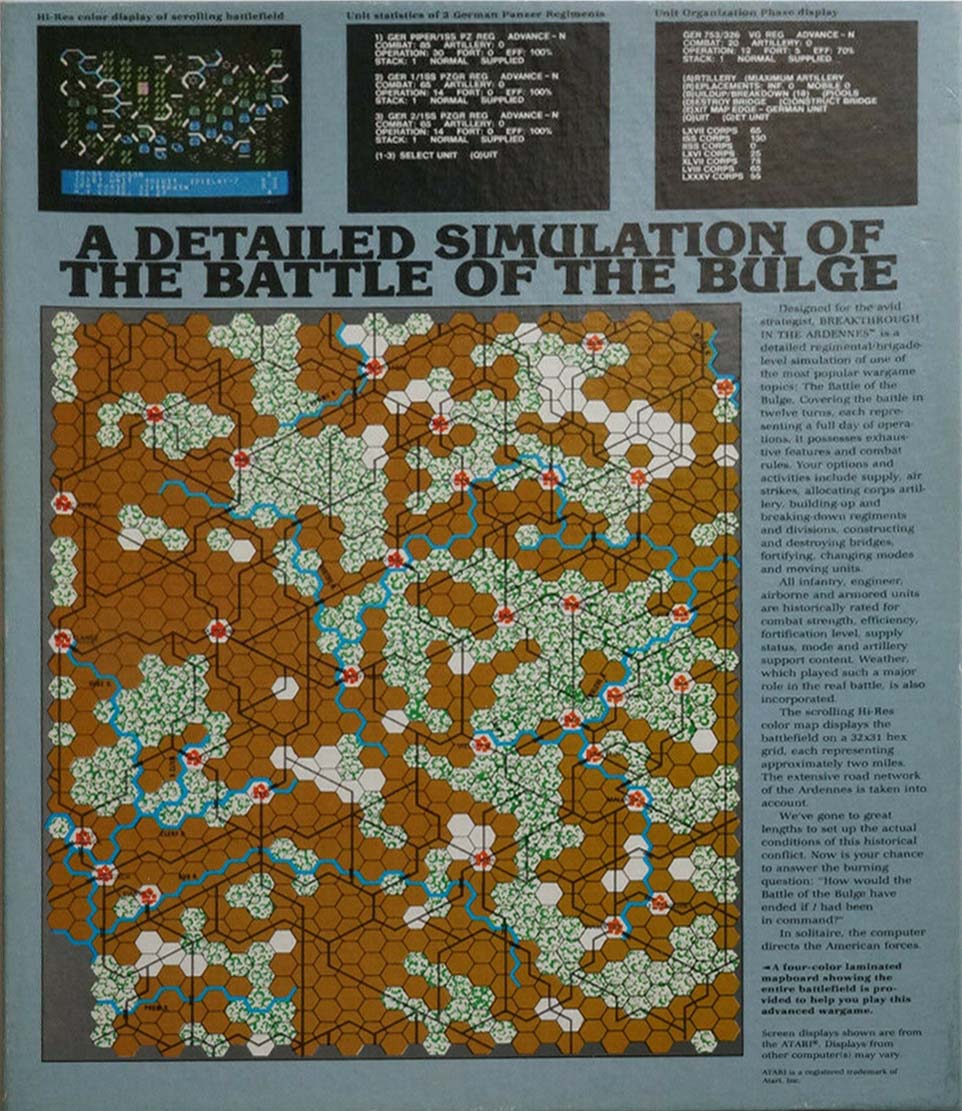 Hi-Res color display of scrolling battlefield
Unit statistics of 3 German Panzer Regiments
1) GER PIPER/1SS PZ REG ADVANCE - N
COMBAT: 85 ARTILLERY: 0
OPERATION: 30 FORT: 0 EFF: 100%
STACK: 1 NORMAL SUPPLIED
2) GER 1/1SS PZGR REG ADVANCE - N
COMBAT: 65 ARTILLERY: 0
OPERATION: 14 FORT: 0 EFF: 100%
STACK: 1 NORMAL SUPPLIED
3) GER 2/1SS PZGR REG ADVANCE - N
COMBAT: 65 ARTILLERY: 0
OPERATION: 14 FORT: 0 EFF: 100%
STACK: 1 NORMAL SUPPLIED
(1-3) SELECT UNIT (Q)UIT
Unit Organization Phase display
GER 753/326 VG REG ADVANCE - N
COMBAT: 20 ARTILLERY: 0
OPERATION: 12 FORT: 5 EFF: 70%
STACK: 1 NORMAL SUPPLIED
(A)RTILLERY (M)AXIMUM ARTILLERY
(R)EPLACEMENTS: INF: 0 MOBILE 0
(B)UILDUP/BREAKDOWN (18) (P)OOLS
(D)ESTROY BRIDGE (C)ONSTRUCT BRIDGE
(E)XIT MAP EDGE - GERMAN UNIT
(Q)UIT (G)ET UNIT
LXVII CORPS 65
ISS CORPS 150
IISS CORPS 0
LXVI CORPS 25
XLVII CORPS 75
LVIII CORPS 65
LXXXV CORPS 55
A DETAILED SIMULATION OF
THE BATTLE OF THE BULGE
Designed for the avid
strategist, BREAKTHROUGH
IN THE ARDENNES™ is a
detailed regimental/brigade-
level simulation of one of
the most popular wargame
topics: The Battle of the
Bulge. Covering the battle in
twelve turns, each repre-
senting a full day of opera-
tions, it possesses exhaus-
tive features and combat
rules. Your options and
activities include supply, air
strikes, allocating corps artil-
lery, building-up and
breaking-down regiments
and divisions, constructing
and destroying bridges,
fortifying, changing modes
and moving units.
All infantry, engineer,
airborne and armored units
are historically rated for
combat strength, efficiency,
fortification level, supply
status, mode and artillery
support content. Weather,
which played such a major
role in the real battle, is also
incorporated.
The scrolling Hi-Res
color map displays the
battlefield on a 32x31 hex
grid, each representing
approximately two miles.
The extensive road network
of the Ardennes is taken into
account.
We've gone to great
lengths to set up the actual
conditions of this historical
conflict. Now is your chance
to answer the burning
question: "How would the
Battle of the Bulge have
ended if I had been
in command?"
In solitaire, the computer
directs the American forces.
◄A four-color laminated
mapboard showing the
entire battlefield is pro-
vided to help you play this
advanced wargame.
Screen displays shown are from
the ATARI®. Displays from
other computer(s) may vary.
ATARI is a registered trademark of
Atari, Inc.